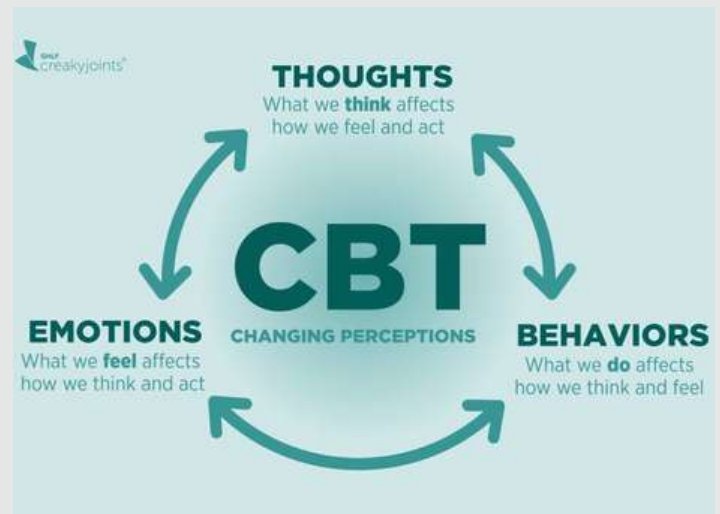 GHLF
creakyjoints®
THOUGHTS
What we think affects
how we feel and act
CBT
CHANGING PERCEPTIONS
EMOTIONS
What we feel affects
how we think and act
BEHAVIORS
What we do affects
how we think and feel